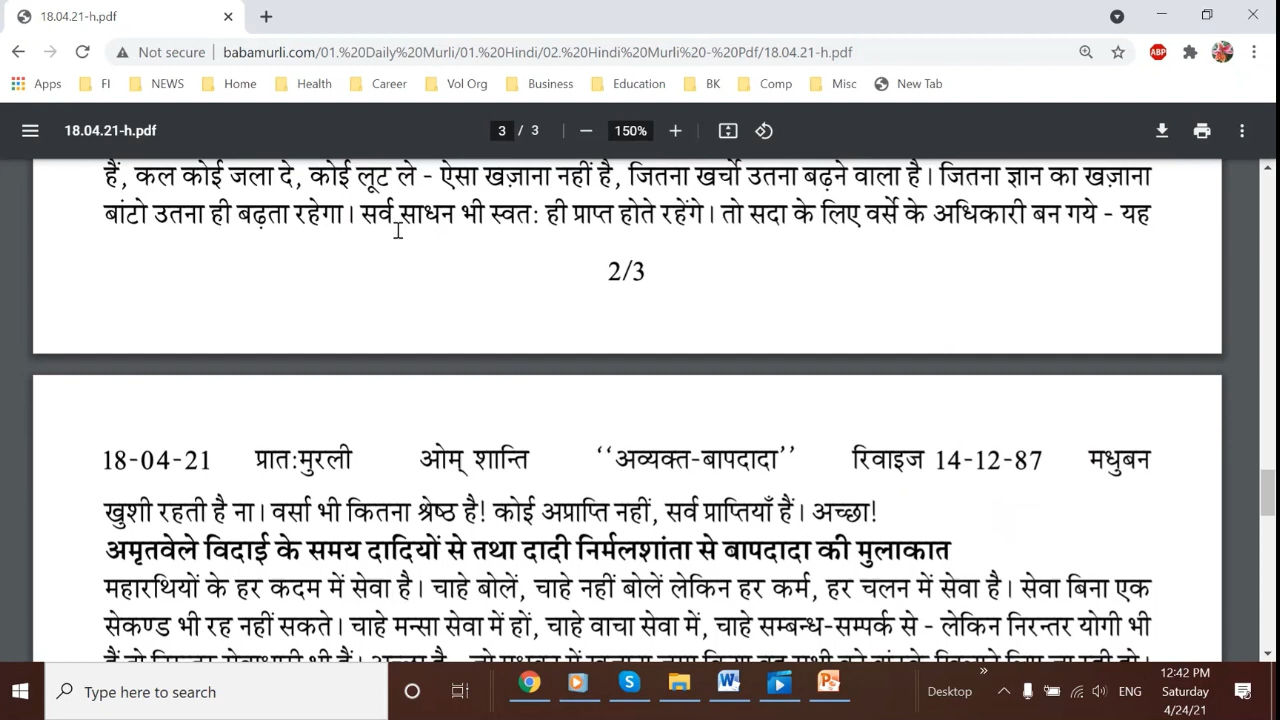 18.04.21-h.pdf
Not secure babamurli.com/01.%20Daily%20Murli/01.%20Hindi/02.%20Hindi%20Murli%20-%20Pdf/18.04.21-h.pdf
ABP
Apps FI NEWS Home Health Career Vol Org Business Education BK Comp Misc New Tab
18.04.21-h.pdf 3 / 3 150%
हैं, कल कोई जला दे, कोई लूट ले - ऐसा खज़ाना नहीं है, जितना खर्चो उतना बढ़ने वाला है। जितना ज्ञान का खज़ाना
बांटो उतना ही बढ़ता रहेगा। सर्व साधन भी स्वत: ही प्राप्त होते रहेंगे। तो सदा के लिए वर्से के अधिकारी बन गये - यह
2/3
18-04-21 प्रात:मुरली ओम् शान्ति ‘‘अव्यक्त-बापदादा’’ रिवाइज 14-12-87 मधुबन
खुशी रहती है ना। वर्सा भी कितना श्रेष्ठ है! कोई अप्राप्ति नहीं, सर्व प्राप्तियाँ हैं। अच्छा!
अमृतवेले विदाई के समय दादियों से तथा दादी निर्मलशांता से बापदादा की मुलाकात
महारथियों के हर कदम में सेवा है। चाहे बोलें, चाहे नहीं बोलें लेकिन हर कर्म, हर चलन में सेवा है। सेवा बिना एक
सेकण्ड भी रह नहीं सकते। चाहे मन्सा सेवा में हों, चाहे वाचा सेवा में, चाहे सम्बन्ध-सम्पर्क से - लेकिन निरन्तर योगी भी
Type here to search Desktop ENG 12:42 PM
Saturday
4/24/21